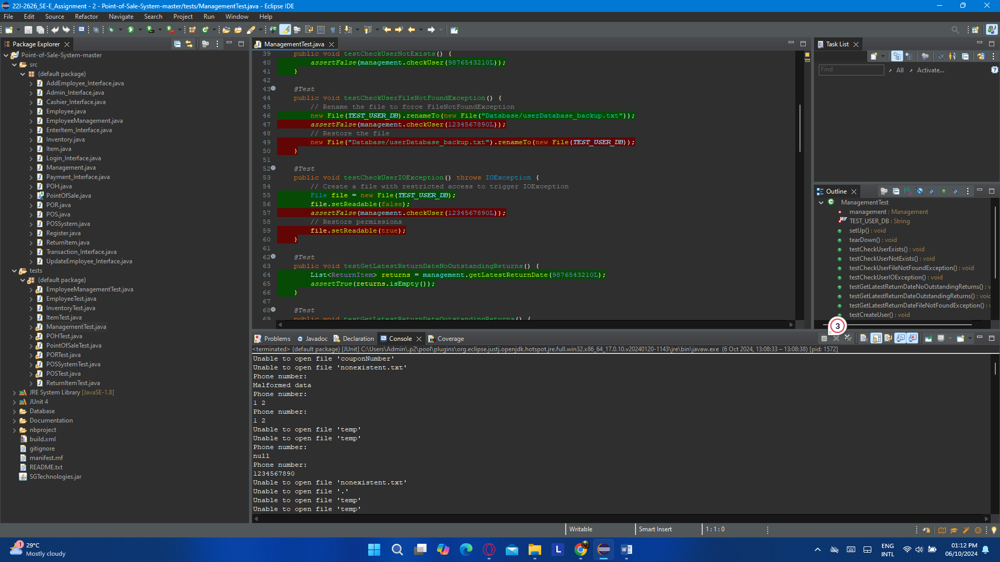 22I-2626_SE-E_Assignment - 2 - Point-of-Sale-System-master/tests/ManagementTest.java - Eclipse IDE
File Edit Source Refactor Navigate Search Project Run Window Help
Package Explorer
Point-of-Sale-System-master
src
(default package)
AddEmployee_Interface.java
Admin_Interface.java
Cashier_Interface.java
Employee.java
EmployeeManagement.java
EnterItem_Interface.java
Inventory.java
Item.java
Login_Interface.java
Management.java
Payment_Interface.java
POH.java
PointOfSale.java
POR.java
POS.java
POSSystem.java
Register.java
ReturnItem.java
Transaction_Interface.java
UpdateEmployee_Interface.java
tests
(default package)
EmployeeManagementTest.java
EmployeeTest.java
InventoryTest.java
ItemTest.java
ManagementTest.java
POHTest.java
PointOfSaleTest.java
PORTest.java
POSSystemTest.java
POSTest.java
ReturnItemTest.java
JRE System Library [JavaSE-1.8]
JUnit 4
Database
Documentation
nbproject
build.xml
gitignore
manifest.mf
README.txt
SGTechnologies.jar
ManagementTest.java
39 public void testCheckUserNotExists() {
40 assertFalse(management.checkUser(9876543210L));
41 }
42
43 @Test
44 public void testCheckUserFileNotFoundException() {
45 // Rename the file to force FileNotFoundException
46 new File(TEST_USER_DB).renameTo(new File("Database/userDatabase_backup.txt"));
47 assertFalse(management.checkUser(1234567890L));
48 // Restore the file
49 new File("Database/userDatabase_backup.txt").renameTo(new File(TEST_USER_DB));
50 }
51
52 @Test
53 public void testCheckUserIOException() throws IOException {
54 // Create a file with restricted access to trigger IOException
55 File file = new File(TEST_USER_DB);
56 file.setReadable(false);
57 assertFalse(management.checkUser(1234567890L));
58 // Restore permissions
59 file.setReadable(true);
60 }
61
62 @Test
63 public void testGetLatestReturnDateNoOutstandingReturns() {
64 List<ReturnItem> returns = management.getLatestReturnDate(9876543210L);
65 assertTrue(returns.isEmpty());
66 }
67
68 @Test
69 public void testGetLatestReturnDateOutstandingReturns() {
Task List
Find
All
Activate...
Outline
ManagementTest
management : Management
TEST_USER_DB : String
setUp() : void
tearDown() : void
testCheckUserExists() : void
testCheckUserNotExists() : void
testCheckUserFileNotFoundException() : void
testCheckUserIOException() : void
testGetLatestReturnDateNoOutstandingReturns() : v
testGetLatestReturnDateOutstandingReturns() : voic
testGetLatestReturnDateFileNotFoundException() :
testCreateUser() : void
3
Problems Javadoc Declaration Console Coverage
<terminated> (default package) [JUnit] C:\Users\Admin\.p2\pool\plugins\org.eclipse.justj.openjdk.hotspot.jre.full.win32.x86_64_17.0.10.v20240120-1143\jre\bin\javaw.exe (6 Oct 2024, 13:08:33 – 13:08:38) [pid: 1572]
Unable to open file 'couponNumber'
Unable to open file 'nonexistent.txt'
Phone number:
Malformed data
Phone number:
1 2
Phone number:
1 2
Unable to open file 'temp'
Unable to open file 'temp'
Phone number:
null
Phone number:
1234567890
Unable to open file 'nonexistent.txt'
Unable to open file '.'
Unable to open file 'temp'
Unable to open file 'temp'
Writable
Smart Insert
1 : 1 : 0
1
29°C
Mostly cloudy
ENG
INTL
01:12 PM
06/10/2024